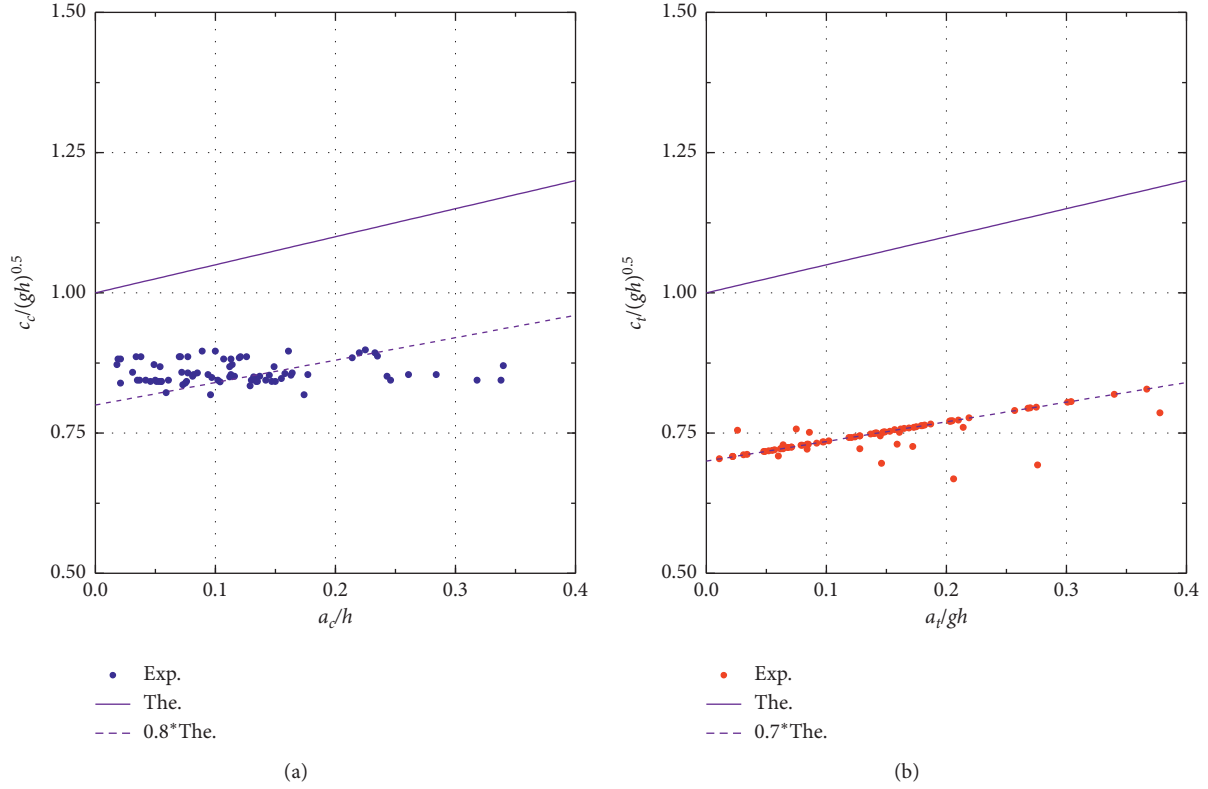 1.50
1.25
1.00
0.75
0.50
c_c/(gh)^0.5
0.0 0.1 0.2 0.3 0.4
a_c/h
Exp.
The.
0.8*The.
(a)
1.50
1.25
1.00
0.75
0.50
c_t/(gh)^0.5
0.0 0.1 0.2 0.3 0.4
a_t/gh
Exp.
The.
0.7*The.
(b)